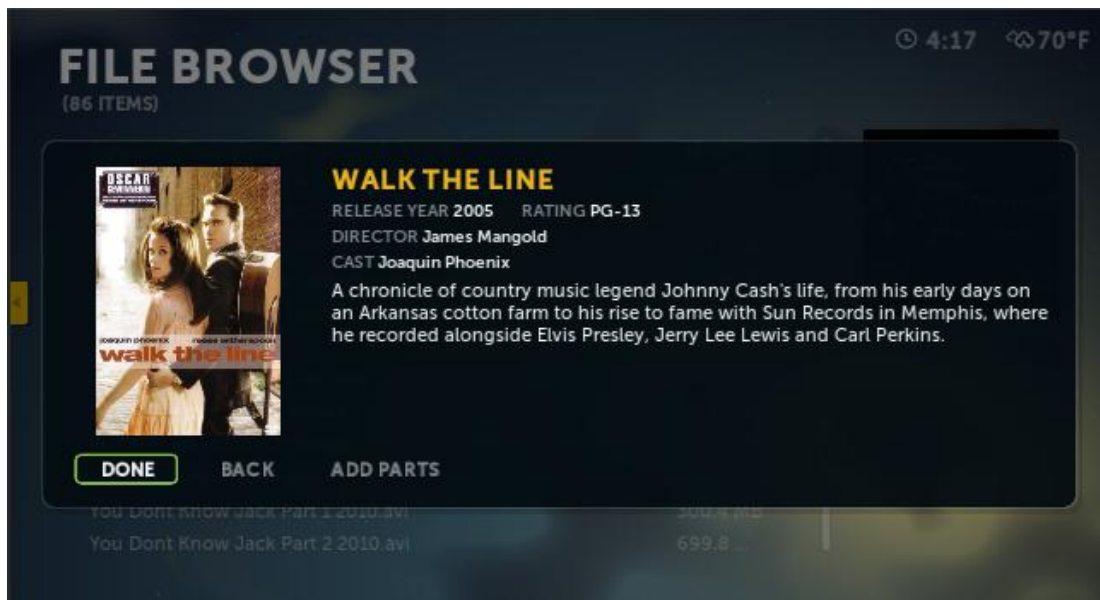 FILE BROWSER
(86 ITEMS)
4:17
70°F
OSCAR
WINNER
joaquin phoenix reese witherspoon
walk the line
WALK THE LINE
RELEASE YEAR 2005 RATING PG-13
DIRECTOR James Mangold
CAST Joaquin Phoenix
A chronicle of country music legend Johnny Cash's life, from his early days on
an Arkansas cotton farm to his rise to fame with Sun Records in Memphis, where
he recorded alongside Elvis Presley, Jerry Lee Lewis and Carl Perkins.
DONE BACK ADD PARTS
You Dont Know Jack Part 1 2010.avi 300.4 MB
You Dont Know Jack Part 2 2010.avi 699.8 ...